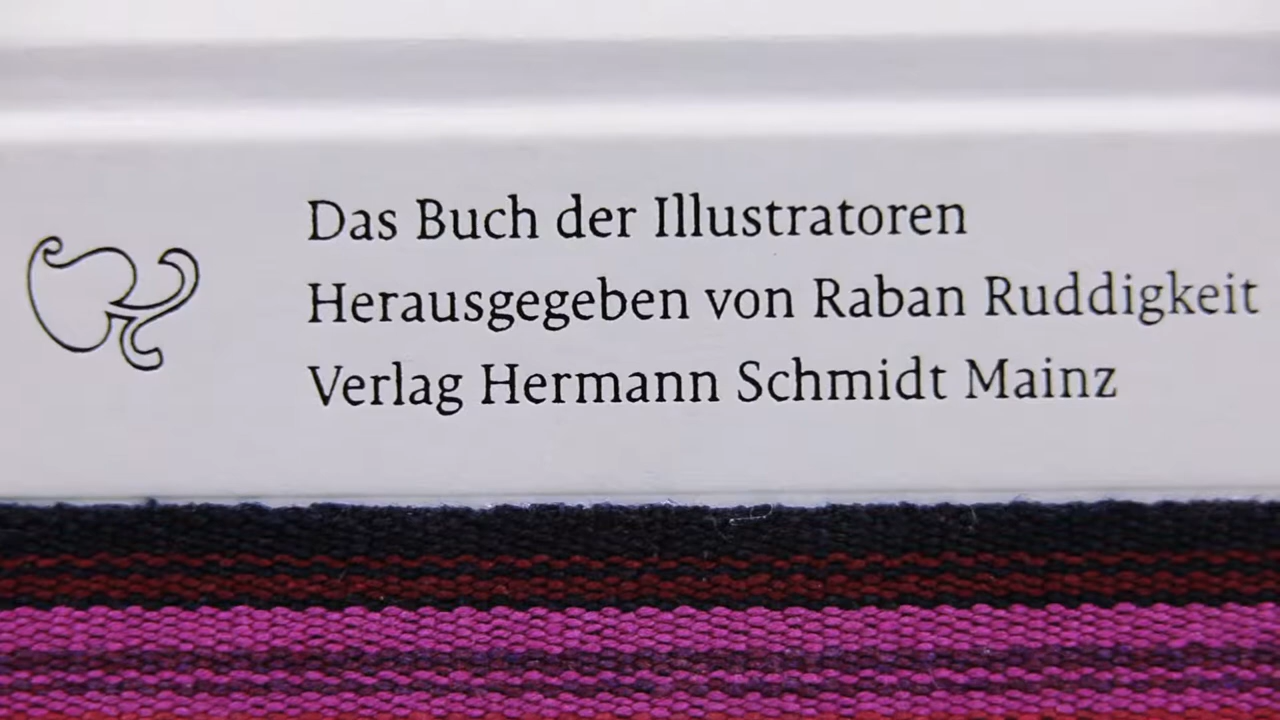 Das Buch der Illustratoren
Herausgegeben von Raban Ruddigkeit
Verlag Hermann Schmidt Mainz